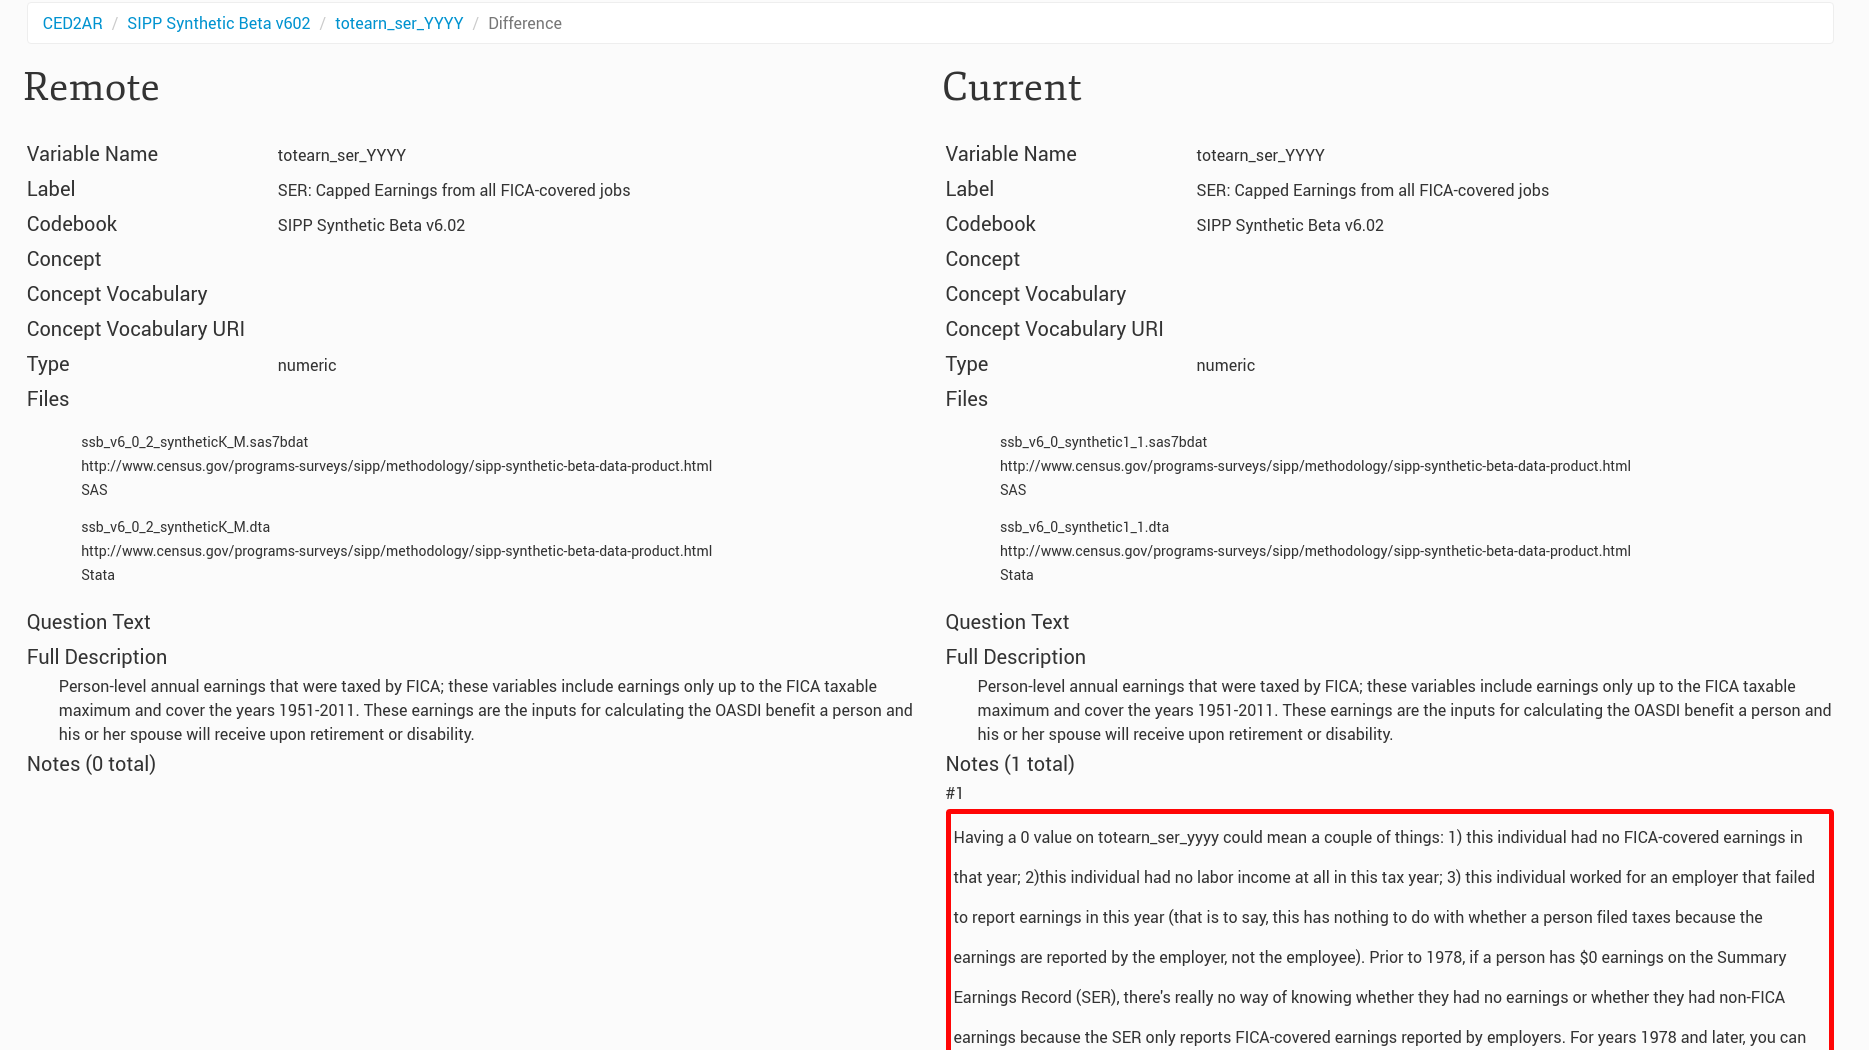 CED2AR / SIPP Synthetic Beta v602 / totearn_ser_YYYY / Difference
Remote
Variable Name totearn_ser_YYYY
Label SER: Capped Earnings from all FICA-covered jobs
Codebook SIPP Synthetic Beta v6.02
Concept
Concept Vocabulary
Concept Vocabulary URI
Type numeric
Files
ssb_v6_0_2_syntheticK_M.sas7bdat
http://www.census.gov/programs-surveys/sipp/methodology/sipp-synthetic-beta-data-product.html
SAS
ssb_v6_0_2_syntheticK_M.dta
http://www.census.gov/programs-surveys/sipp/methodology/sipp-synthetic-beta-data-product.html
Stata
Question Text
Full Description
Person-level annual earnings that were taxed by FICA; these variables include earnings only up to the FICA taxable
maximum and cover the years 1951-2011. These earnings are the inputs for calculating the OASDI benefit a person and
his or her spouse will receive upon retirement or disability.
Notes (0 total)
Current
Variable Name totearn_ser_YYYY
Label SER: Capped Earnings from all FICA-covered jobs
Codebook SIPP Synthetic Beta v6.02
Concept
Concept Vocabulary
Concept Vocabulary URI
Type numeric
Files
ssb_v6_0_synthetic1_1.sas7bdat
http://www.census.gov/programs-surveys/sipp/methodology/sipp-synthetic-beta-data-product.html
SAS
ssb_v6_0_synthetic1_1.dta
http://www.census.gov/programs-surveys/sipp/methodology/sipp-synthetic-beta-data-product.html
Stata
Question Text
Full Description
Person-level annual earnings that were taxed by FICA; these variables include earnings only up to the FICA taxable
maximum and cover the years 1951-2011. These earnings are the inputs for calculating the OASDI benefit a person and
his or her spouse will receive upon retirement or disability.
Notes (1 total)
#1
Having a 0 value on totearn_ser_yyyy could mean a couple of things: 1) this individual had no FICA-covered earnings in
that year; 2)this individual had no labor income at all in this tax year; 3) this individual worked for an employer that failed
to report earnings in this year (that is to say, this has nothing to do with whether a person filed taxes because the
earnings are reported by the employer, not the employee). Prior to 1978, if a person has $0 earnings on the Summary
Earnings Record (SER), there's really no way of knowing whether they had no earnings or whether they had non-FICA
earnings because the SER only reports FICA-covered earnings reported by employers. For years 1978 and later, you can